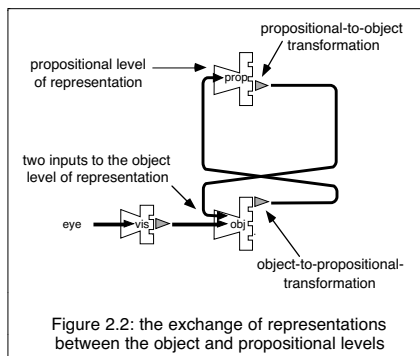 propositional-to-object
transformation
propositional level
of representation
prop
two inputs to the object
level of representation
eye
vis
obj
object-to-propositional-
transformation
Figure 2.2: the exchange of representations
between the object and propositional levels